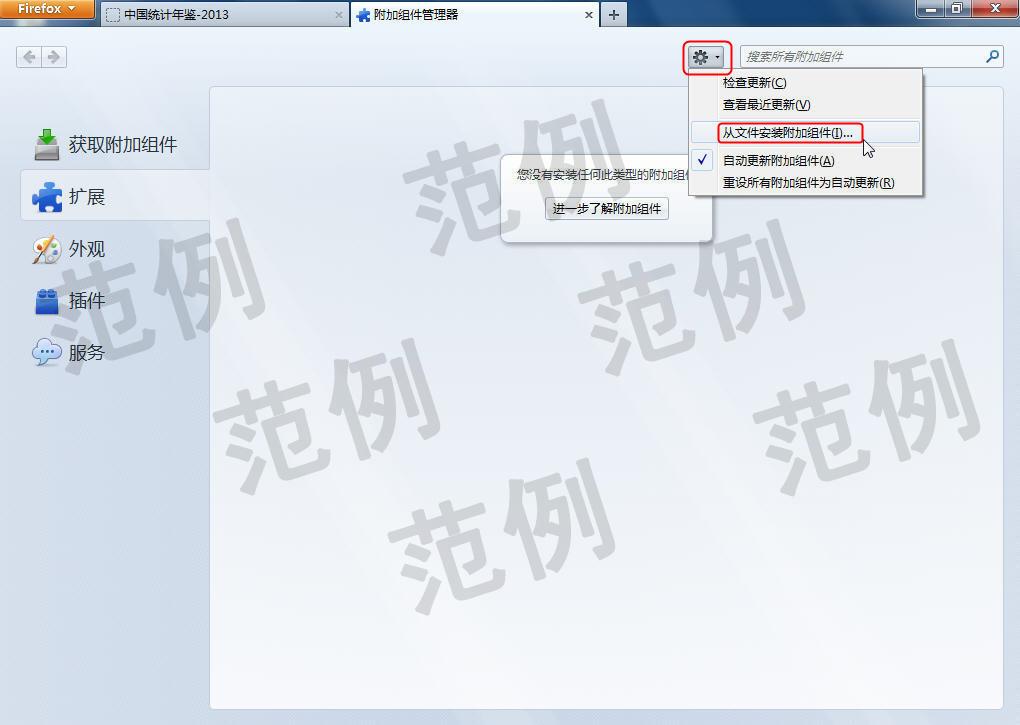 Firefox
中国统计年鉴-2013
附加组件管理器
搜索所有附加组件
检查更新(C)
查看最近更新(V)
从文件安装附加组件(I)...
自动更新附加组件(A)
重设所有附加组件为自动更新(R)
获取附加组件
扩展
外观
插件
服务
您没有安装任何此类型的附加组件
进一步了解附加组件
范例
范例
范例
范例
范例
范例